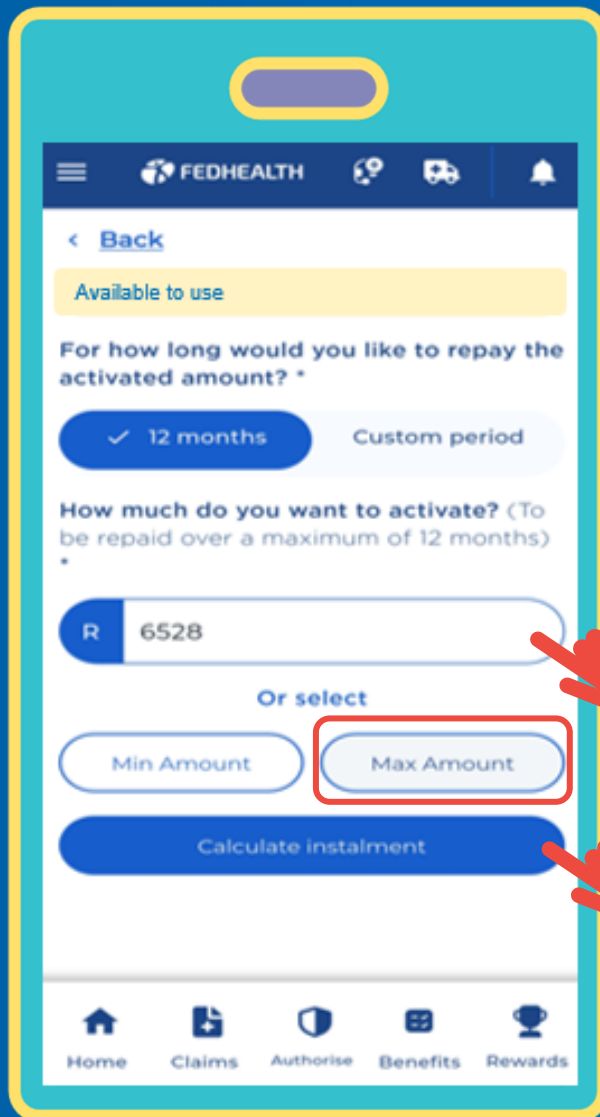 FEDHEALTH
< Back
Available to use
For how long would you like to repay the
activated amount? *
12 months Custom period
How much do you want to activate? (To
be repaid over a maximum of 12 months)
*
R 6528
Or select
Min Amount Max Amount
Calculate instalment
Home Claims Authorise Benefits Rewards